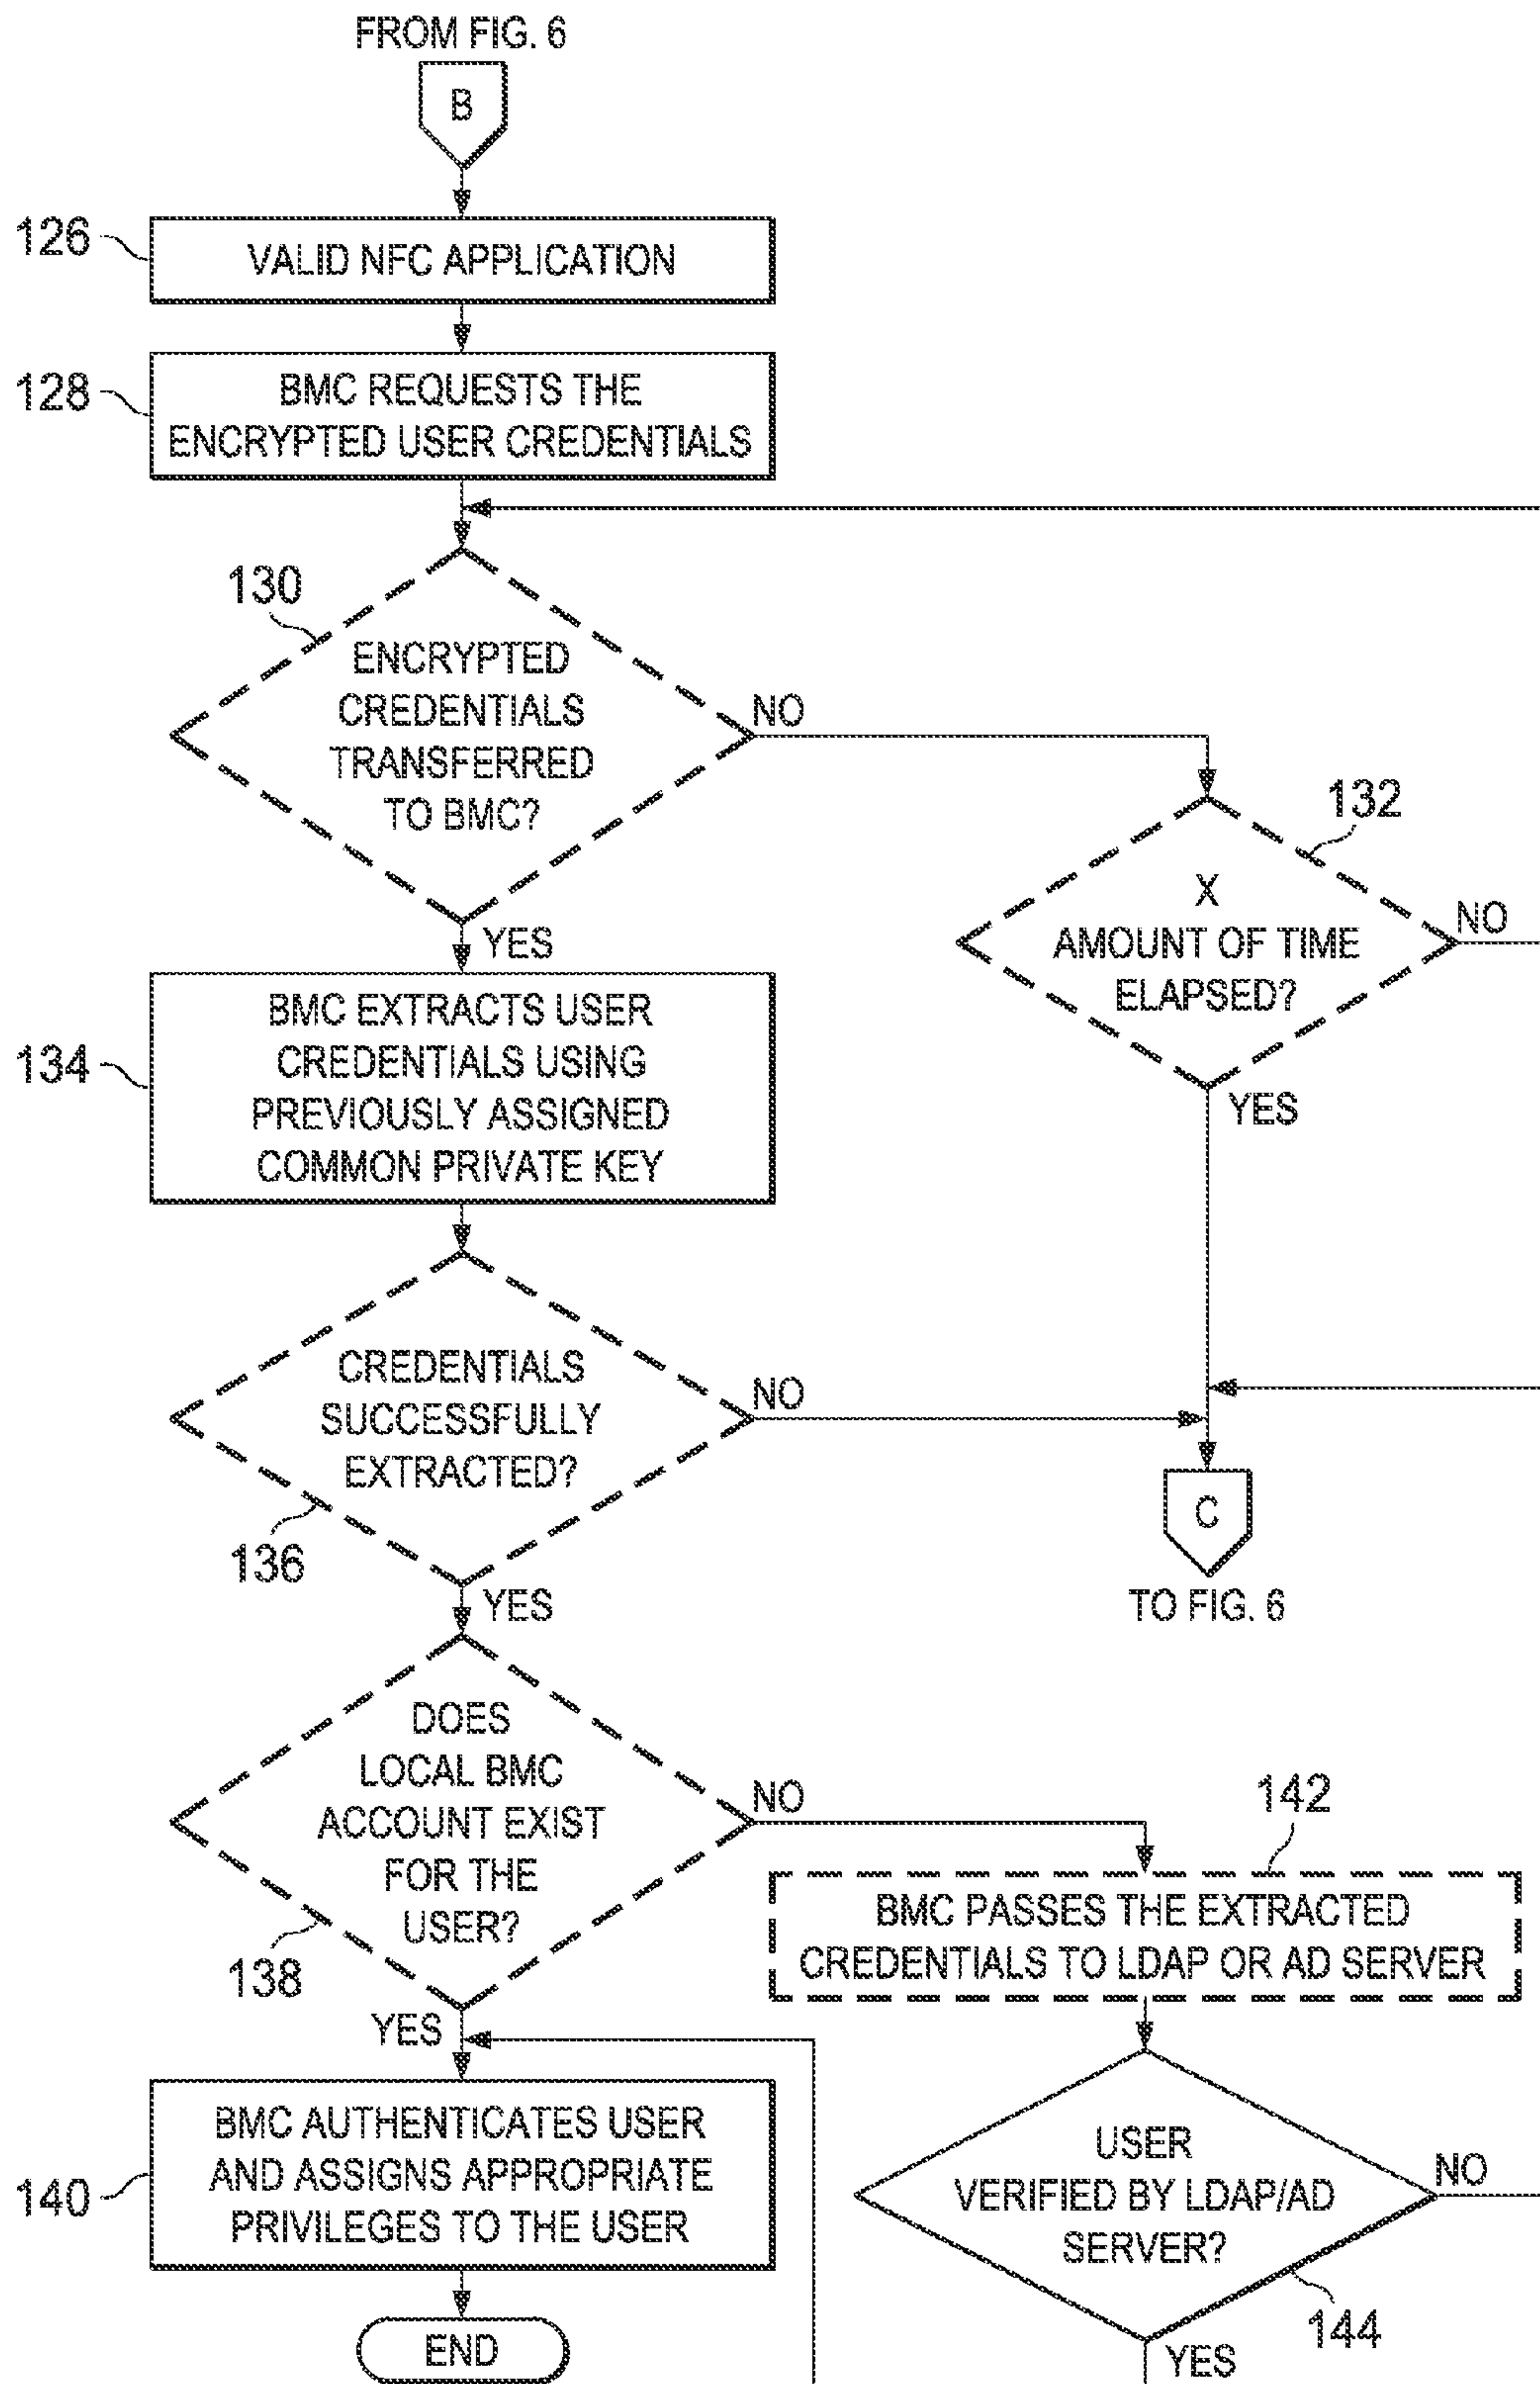 FROM FIG. 6
B
126
VALID NFC APPLICATION
128
BMC REQUESTS THE
ENCRYPTED USER CREDENTIALS
130
ENCRYPTED
CREDENTIALS
TRANSFERRED
TO BMC?
NO
YES
132
X
AMOUNT OF TIME
ELAPSED?
NO
YES
134
BMC EXTRACTS USER
CREDENTIALS USING
PREVIOUSLY ASSIGNED
COMMON PRIVATE KEY
CREDENTIALS
SUCCESSFULLY
EXTRACTED?
NO
136
YES
C
TO FIG. 6
DOES
LOCAL BMC
ACCOUNT EXIST
FOR THE
USER?
NO
138
YES
142
BMC PASSES THE EXTRACTED
CREDENTIALS TO LDAP OR AD SERVER
140
BMC AUTHENTICATES USER
AND ASSIGNS APPROPRIATE
PRIVILEGES TO THE USER
USER
VERIFIED BY LDAP/AD
SERVER?
NO
144
YES
END